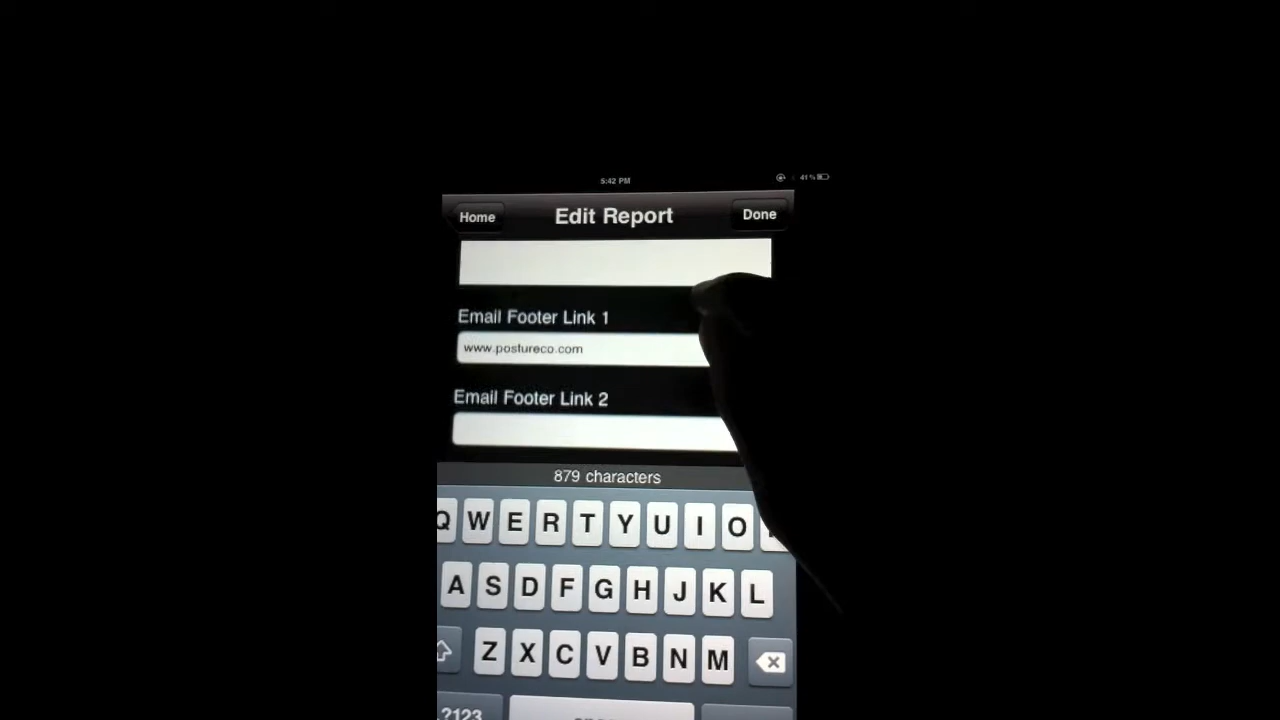 5:42 PM
41%
Home
Edit Report
Done
Email Footer Link 1
www.postureco.com
Email Footer Link 2
879 characters
Q W E R T Y U I O
A S D F G H J K L
Z X C V B N M
.?123